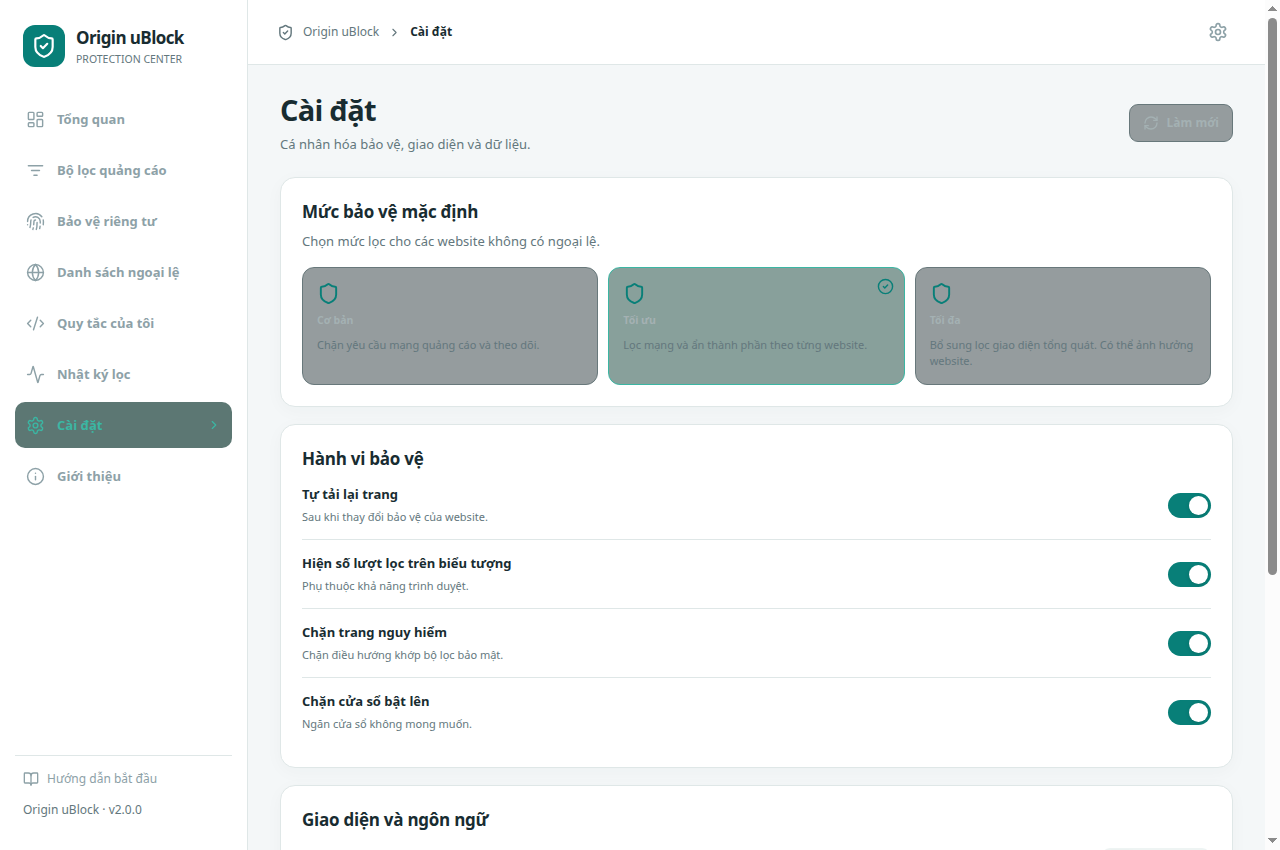 Origin uBlock
PROTECTION CENTER
Tổng quan
Bộ lọc quảng cáo
Bảo vệ riêng tư
Danh sách ngoại lệ
Quy tắc của tôi
Nhật ký lọc
Cài đặt
Giới thiệu
Hướng dẫn bắt đầu
Origin uBlock · v2.0.0
Origin uBlock > Cài đặt
Cài đặt
Cá nhân hóa bảo vệ, giao diện và dữ liệu.
Làm mới
Mức bảo vệ mặc định
Chọn mức lọc cho các website không có ngoại lệ.
Cơ bản
Chặn yêu cầu mạng quảng cáo và theo dõi.
Tối ưu
Lọc mạng và ẩn thành phần theo từng website.
Tối đa
Bổ sung lọc giao diện tổng quát. Có thể ảnh hưởng
website.
Hành vi bảo vệ
Tự tải lại trang
Sau khi thay đổi bảo vệ của website.
Hiện số lượt lọc trên biểu tượng
Phụ thuộc khả năng trình duyệt.
Chặn trang nguy hiểm
Chặn điều hướng khớp bộ lọc bảo mật.
Chặn cửa sổ bật lên
Ngăn cửa sổ không mong muốn.
Giao diện và ngôn ngữ